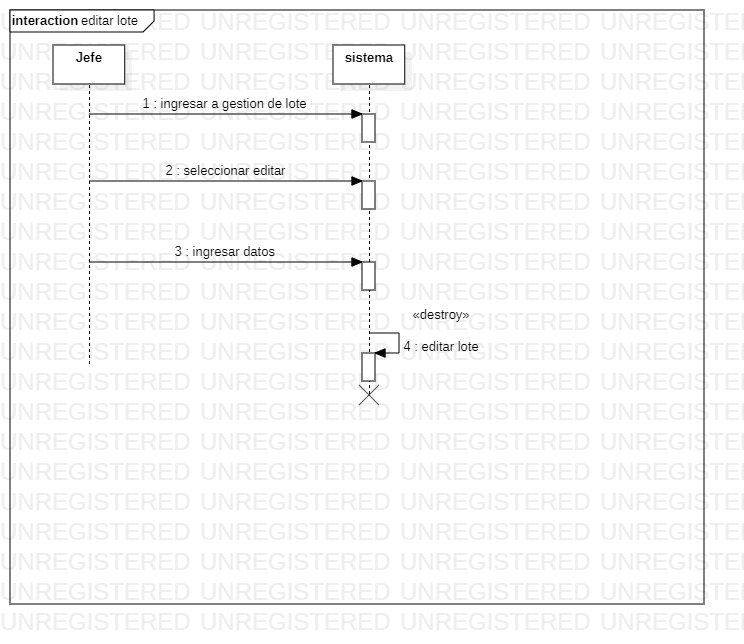 interaction editar lote
Jefe
sistema
1 : ingresar a gestion de lote
2 : seleccionar editar
3 : ingresar datos
«destroy»
4 : editar lote
UNREGISTERED UNREGISTERED UNREGISTERED UNREGISTERED